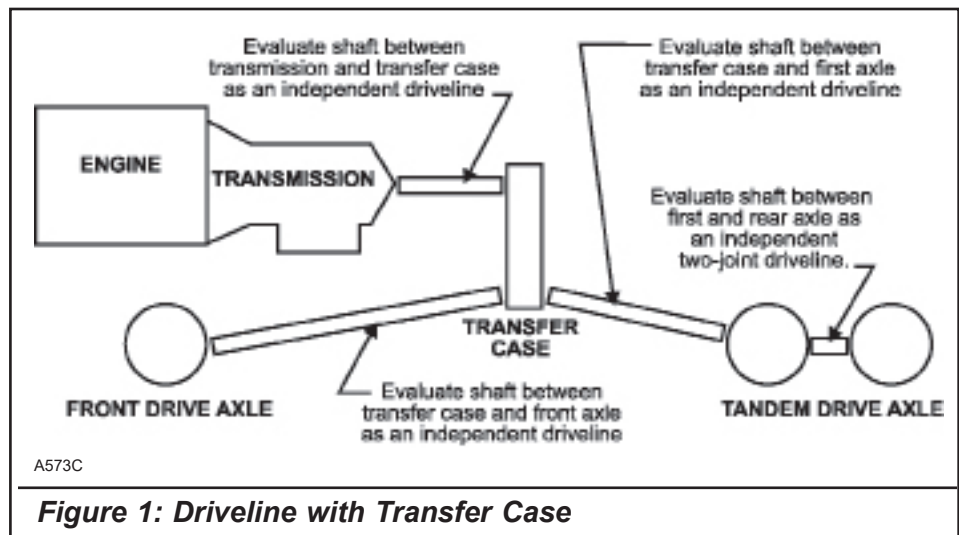 Evaluate shaft between
transmission and transfer case
as an independent driveline
Evaluate shaft between
transfer case and first axle
as an independent driveline
ENGINE
TRANSMISSION
Evaluate shaft between
first and rear axle as
an independent
two-joint driveline.
TRANSFER
CASE
FRONT DRIVE AXLE
Evaluate shaft between
transfer case and front axle
as an independent driveline
TANDEM DRIVE AXLE
A573C
Figure 1: Driveline with Transfer Case